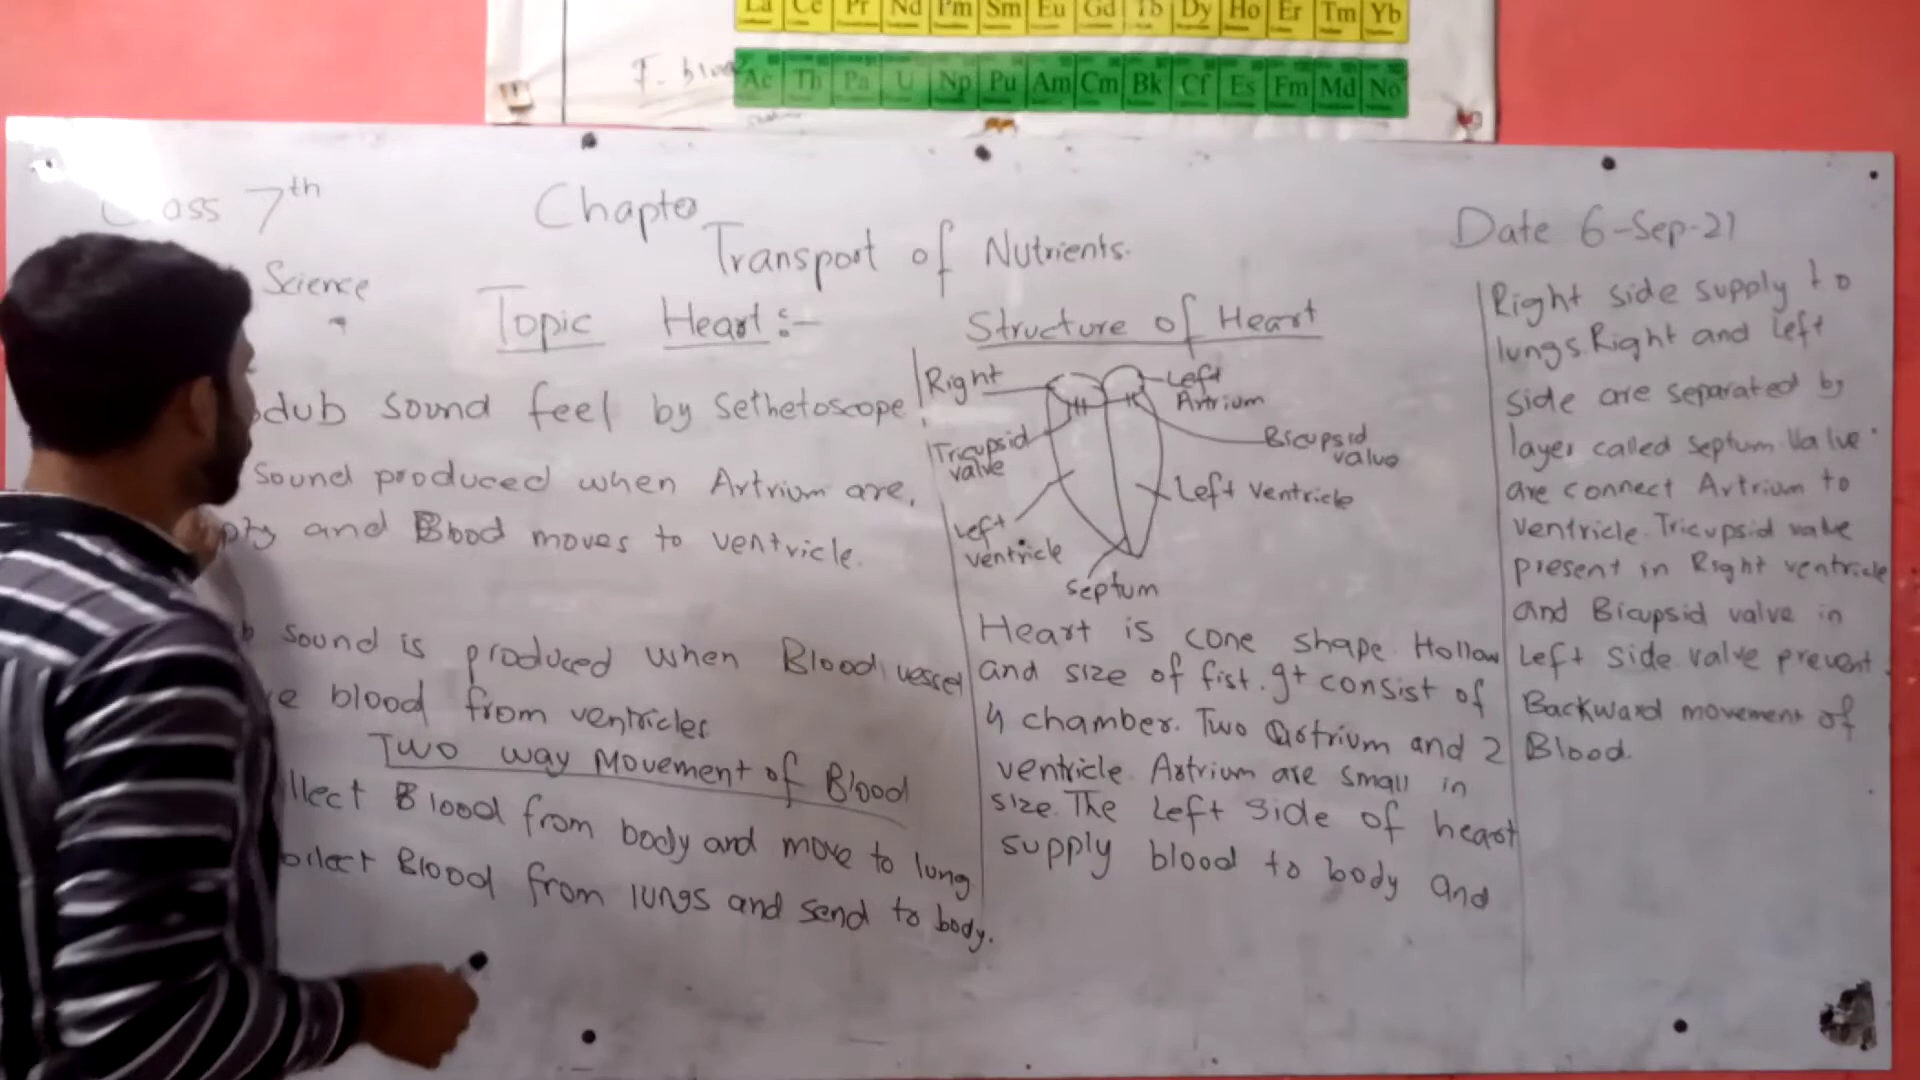 La Ce Pr Nd Pm Sm Eu Gd Tb Dy Ho Er Tm Yb
F - block
Ac Th Pa U Np Pu Am Cm Bk Cf Es Fm Md No
Class 7th
Chapter
Date 6-Sep-21
Transport of Nutrients.
Science
Topic Heart :-
dub sound feel by Sethetoscope
Sound produced when Artrium are,
pty and Blood moves to ventricle.
sound is produced when Blood vessel
e blood from ventricles
Two way Movement of Blood
llect Blood from body and move to lung
ollect Blood from lungs and send to body.
Structure of Heart
Right
Left
Artrium
Tricupsid
valve
Bicupsid
valve
Left ventricle
Left
ventricle
septum
Heart is cone shape. Hollow
and size of fist. It consist of
4 chamber. Two Artrium and 2
ventricle. Artrium are small in
size. The Left side of heart
supply blood to body and
Right side supply to
lungs. Right and Left
side are separated by
layer called septum. Valve
are connect Artrium to
ventricle. Tricupsid valve
present in Right ventricle
and Bicupsid valve in
Left side. valve prevent
Backward movement of
Blood.